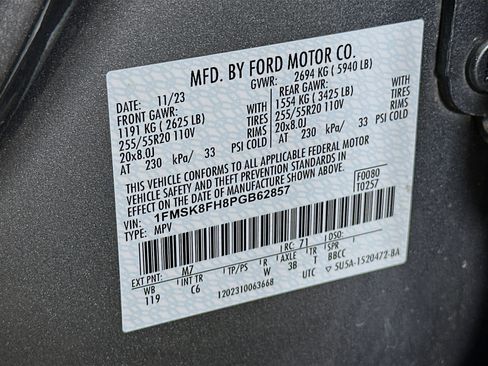 MFD. BY FORD MOTOR CO.
DATE: 11/23 GVWR: 2694 KG (5940 LB)
FRONT GAWR: REAR GAWR:
1191 KG (2625 LB) WITH 1554 KG (3425 LB) WITH
255/55R20 110V TIRES 255/55R20 110V TIRES
20x8.0J RIMS 20x8.0J RIMS
AT 230 kPa/ 33 PSI COLD AT 230 kPa/ 33 PSI COLD
THIS VEHICLE CONFORMS TO ALL APPLICABLE FEDERAL MOTOR
VEHICLE SAFETY AND THEFT PREVENTION STANDARDS IN
EFFECT ON THE DATE OF MANUFACTURE SHOWN ABOVE.
VIN: 1FMSK8FH8PGB62857 F0080
TYPE: MPV T0257
EXT PNT: M7 RC: 71 DSO:
WB INT TR TP/PS R AXLE TR SPR
119 C6 W 3B T BBCC
1202310063668 UTC 5U5A-1520472-BA